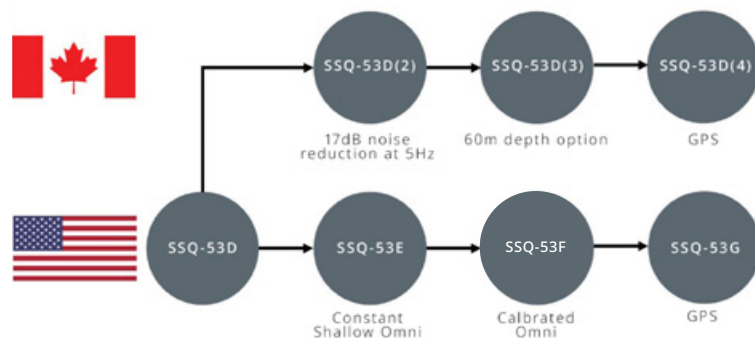 SSQ-53D(2)
SSQ-53D(3)
SSQ-53D(4)
17dB noise
reduction at 5Hz
60m depth option
GPS
SSQ-53D
SSQ-53E
SSQ-53F
SSQ-53G
Constant
Shallow Omni
Calbrated
Omni
GPS